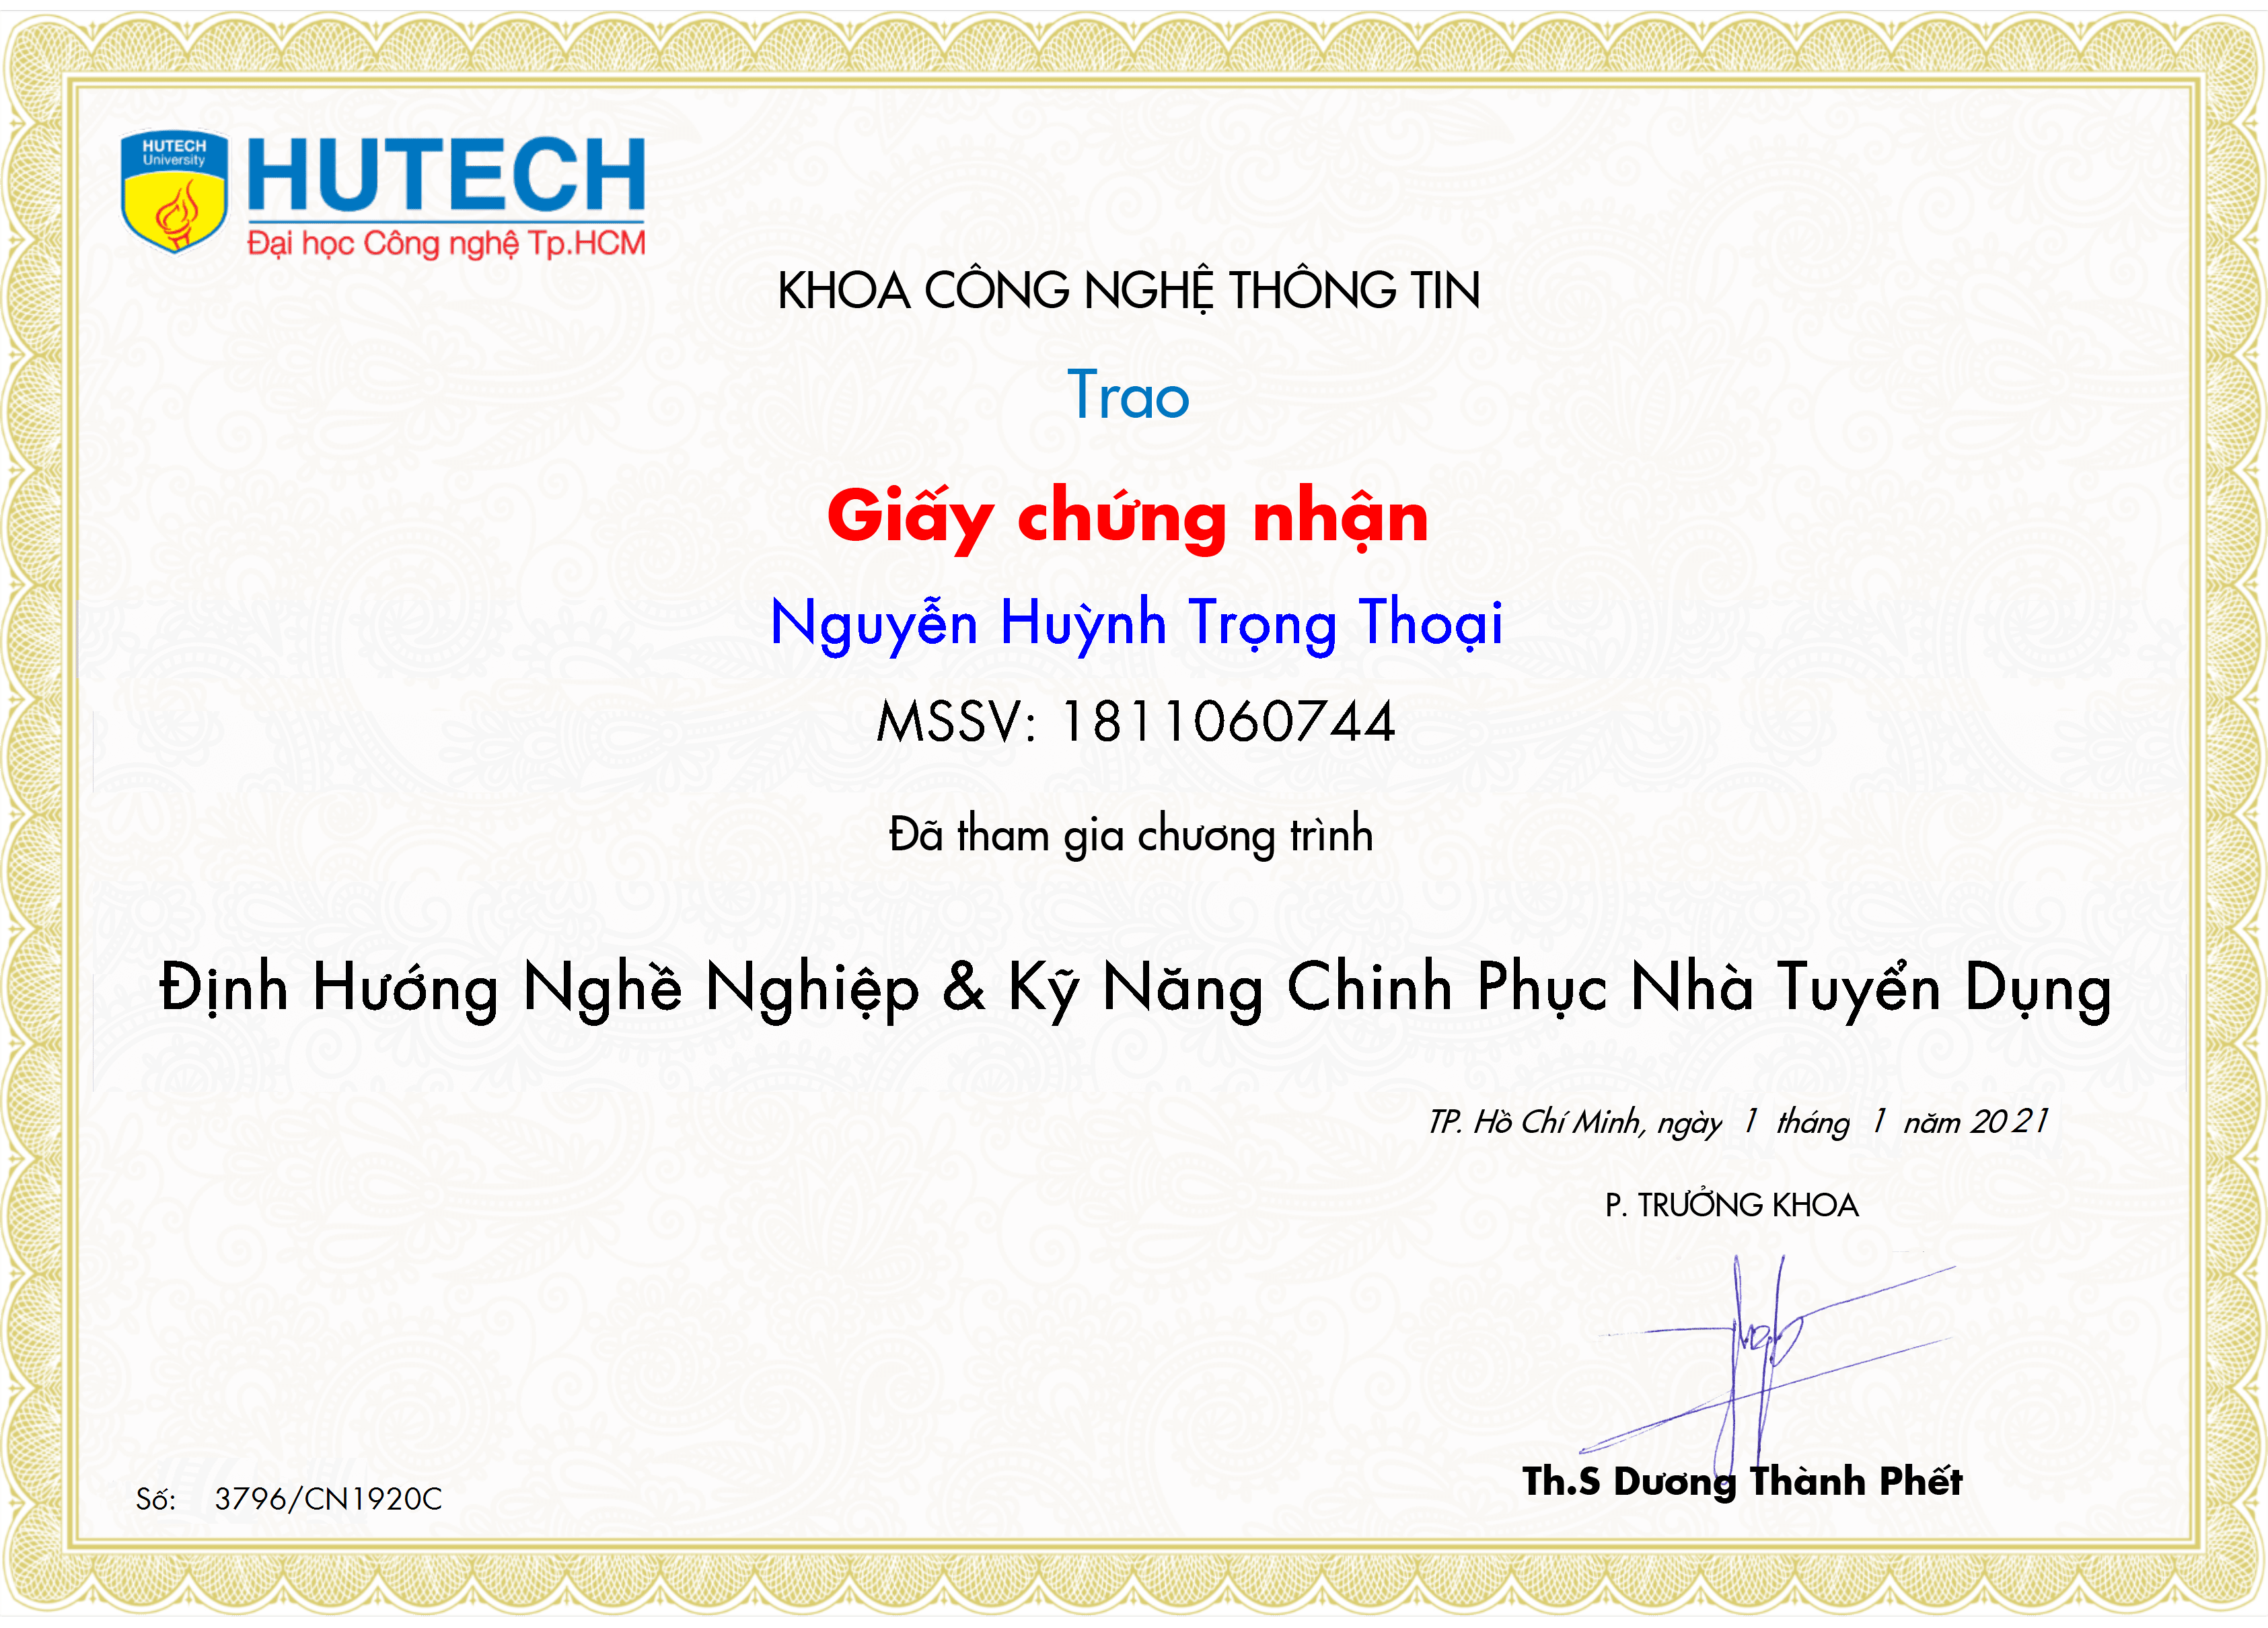 HUTECH
University
HUTECH
Đại học Công nghệ Tp.HCM
KHOA CÔNG NGHỆ THÔNG TIN
Trao
Giấy chứng nhận
Nguyễn Huỳnh Trọng Thoại
MSSV: 1811060744
Đã tham gia chương trình
Định Hướng Nghề Nghiệp & Kỹ Năng Chinh Phục Nhà Tuyển Dụng
TP. Hồ Chí Minh, ngày 1 tháng 1 năm 2021
P. TRƯỞNG KHOA
Th.S Dương Thành Phết
Số: 3796/CN1920C